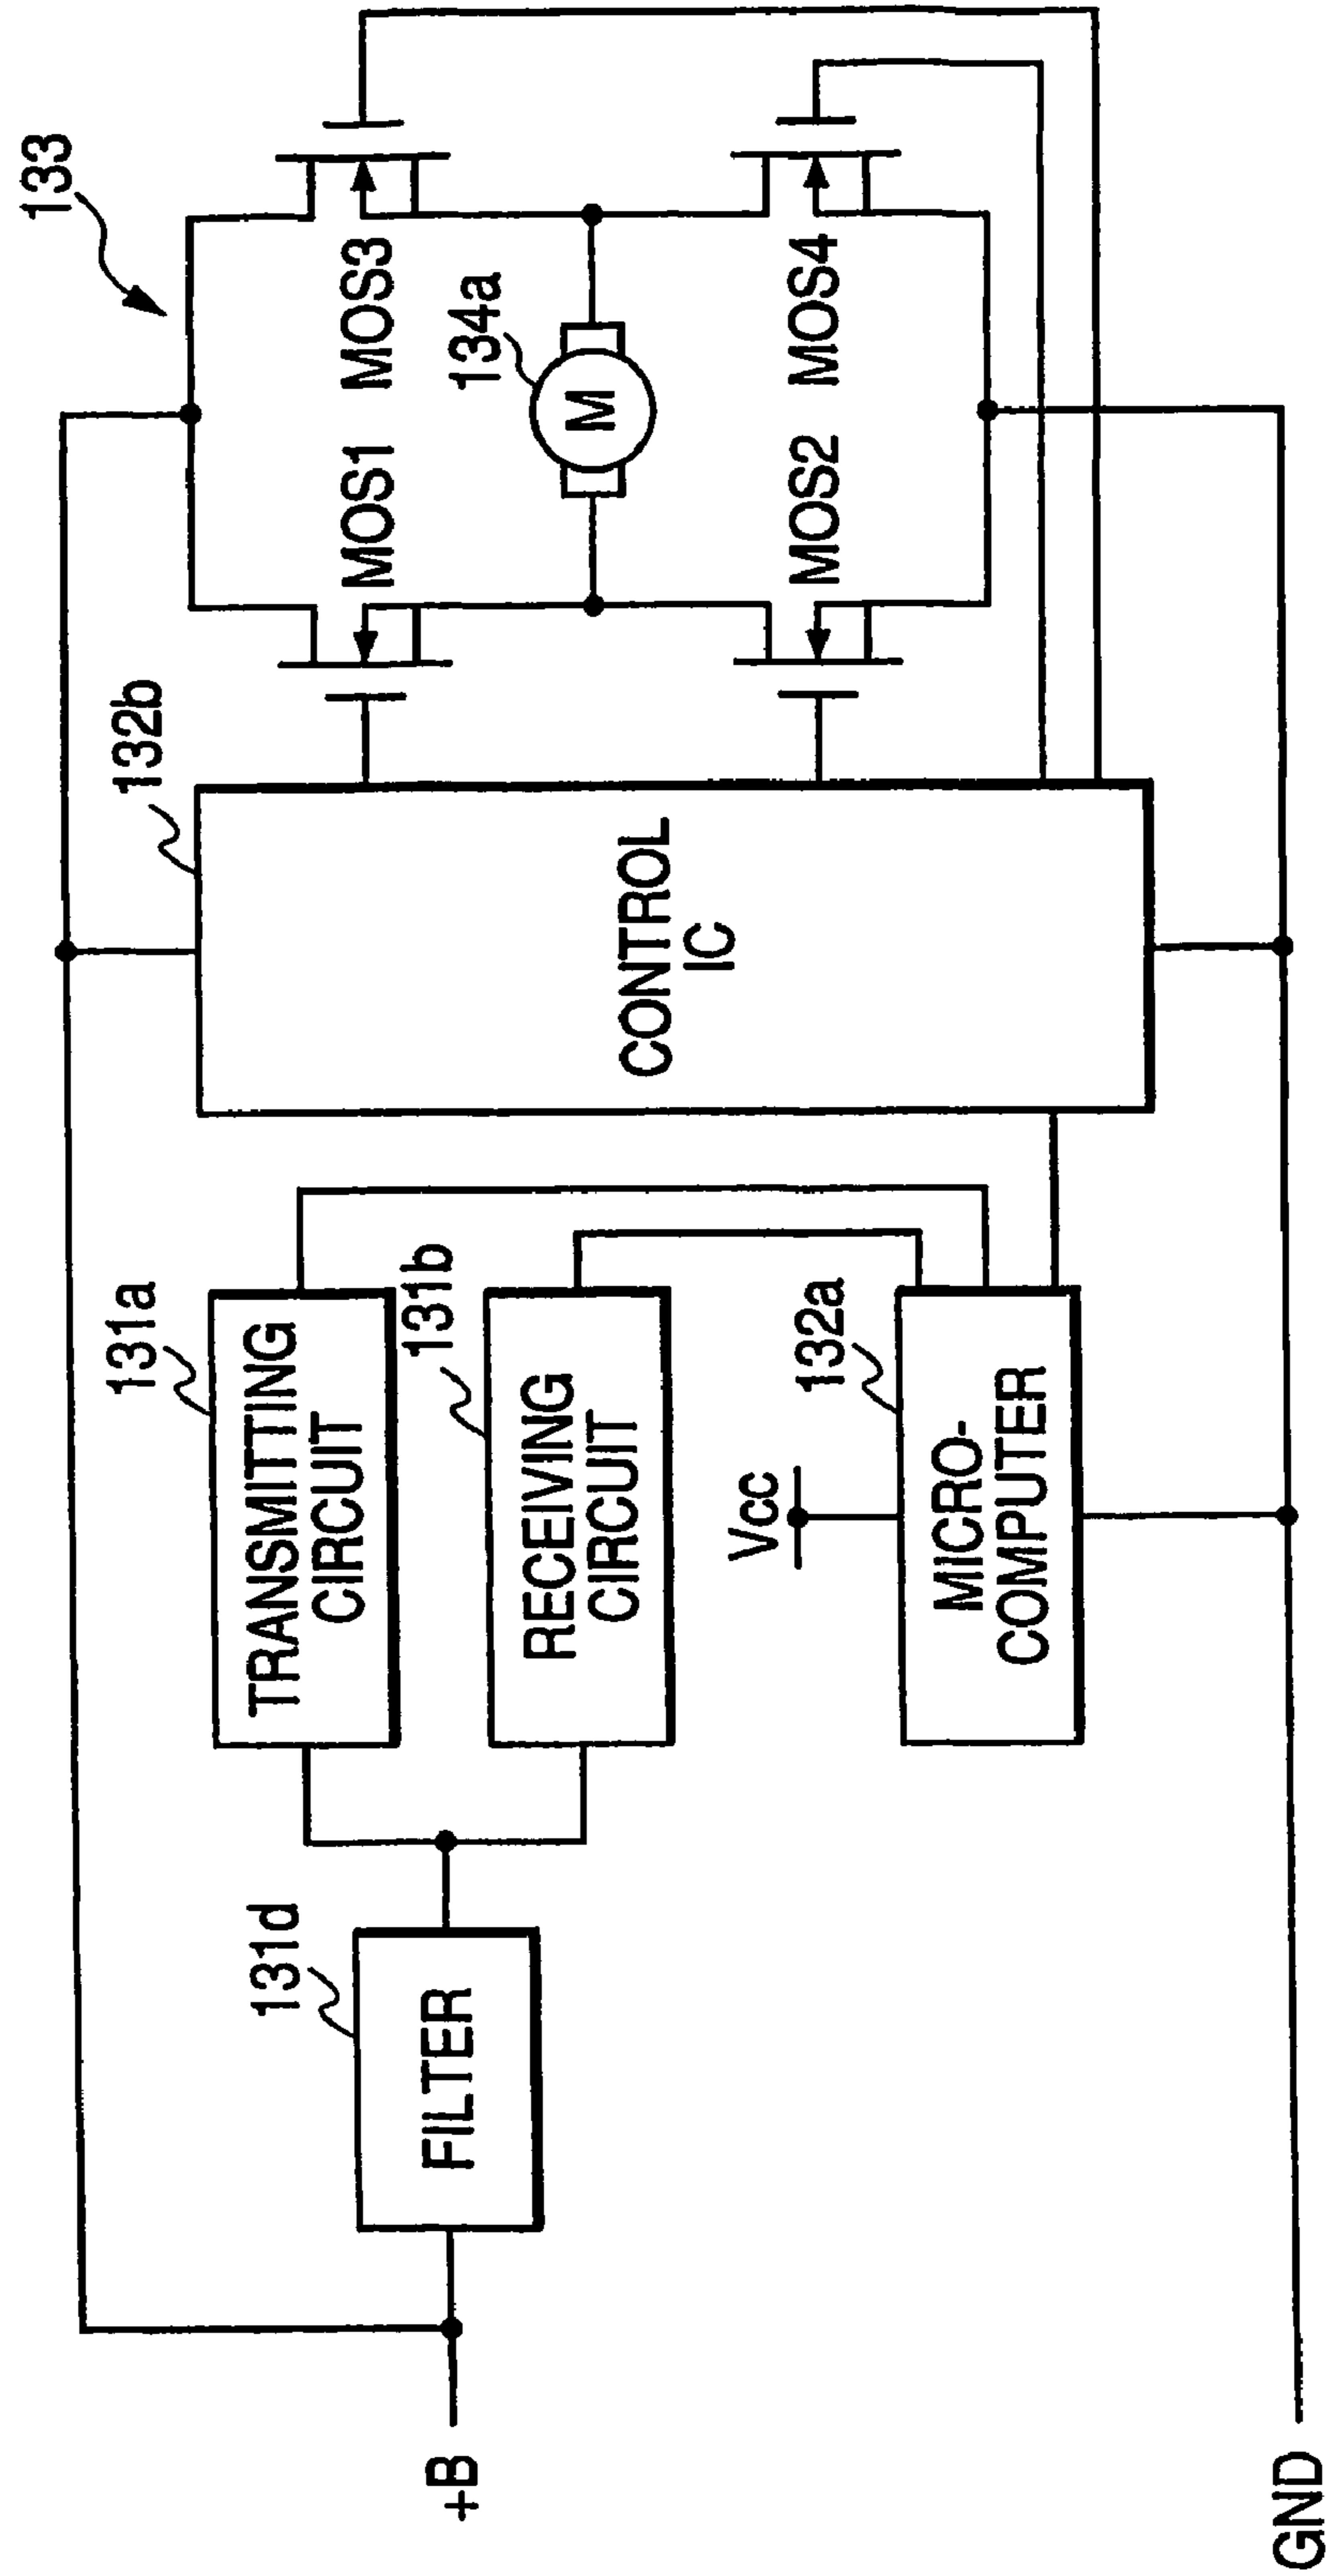 133
132b
131a
MOS1
MOS3
TRANSMITTING
CIRCUIT
131d
131b
134a
M
FILTER
RECEIVING
CIRCUIT
CONTROL
IC
+B
Vcc
132a
MOS2
MOS4
MICRO-
COMPUTER
GND